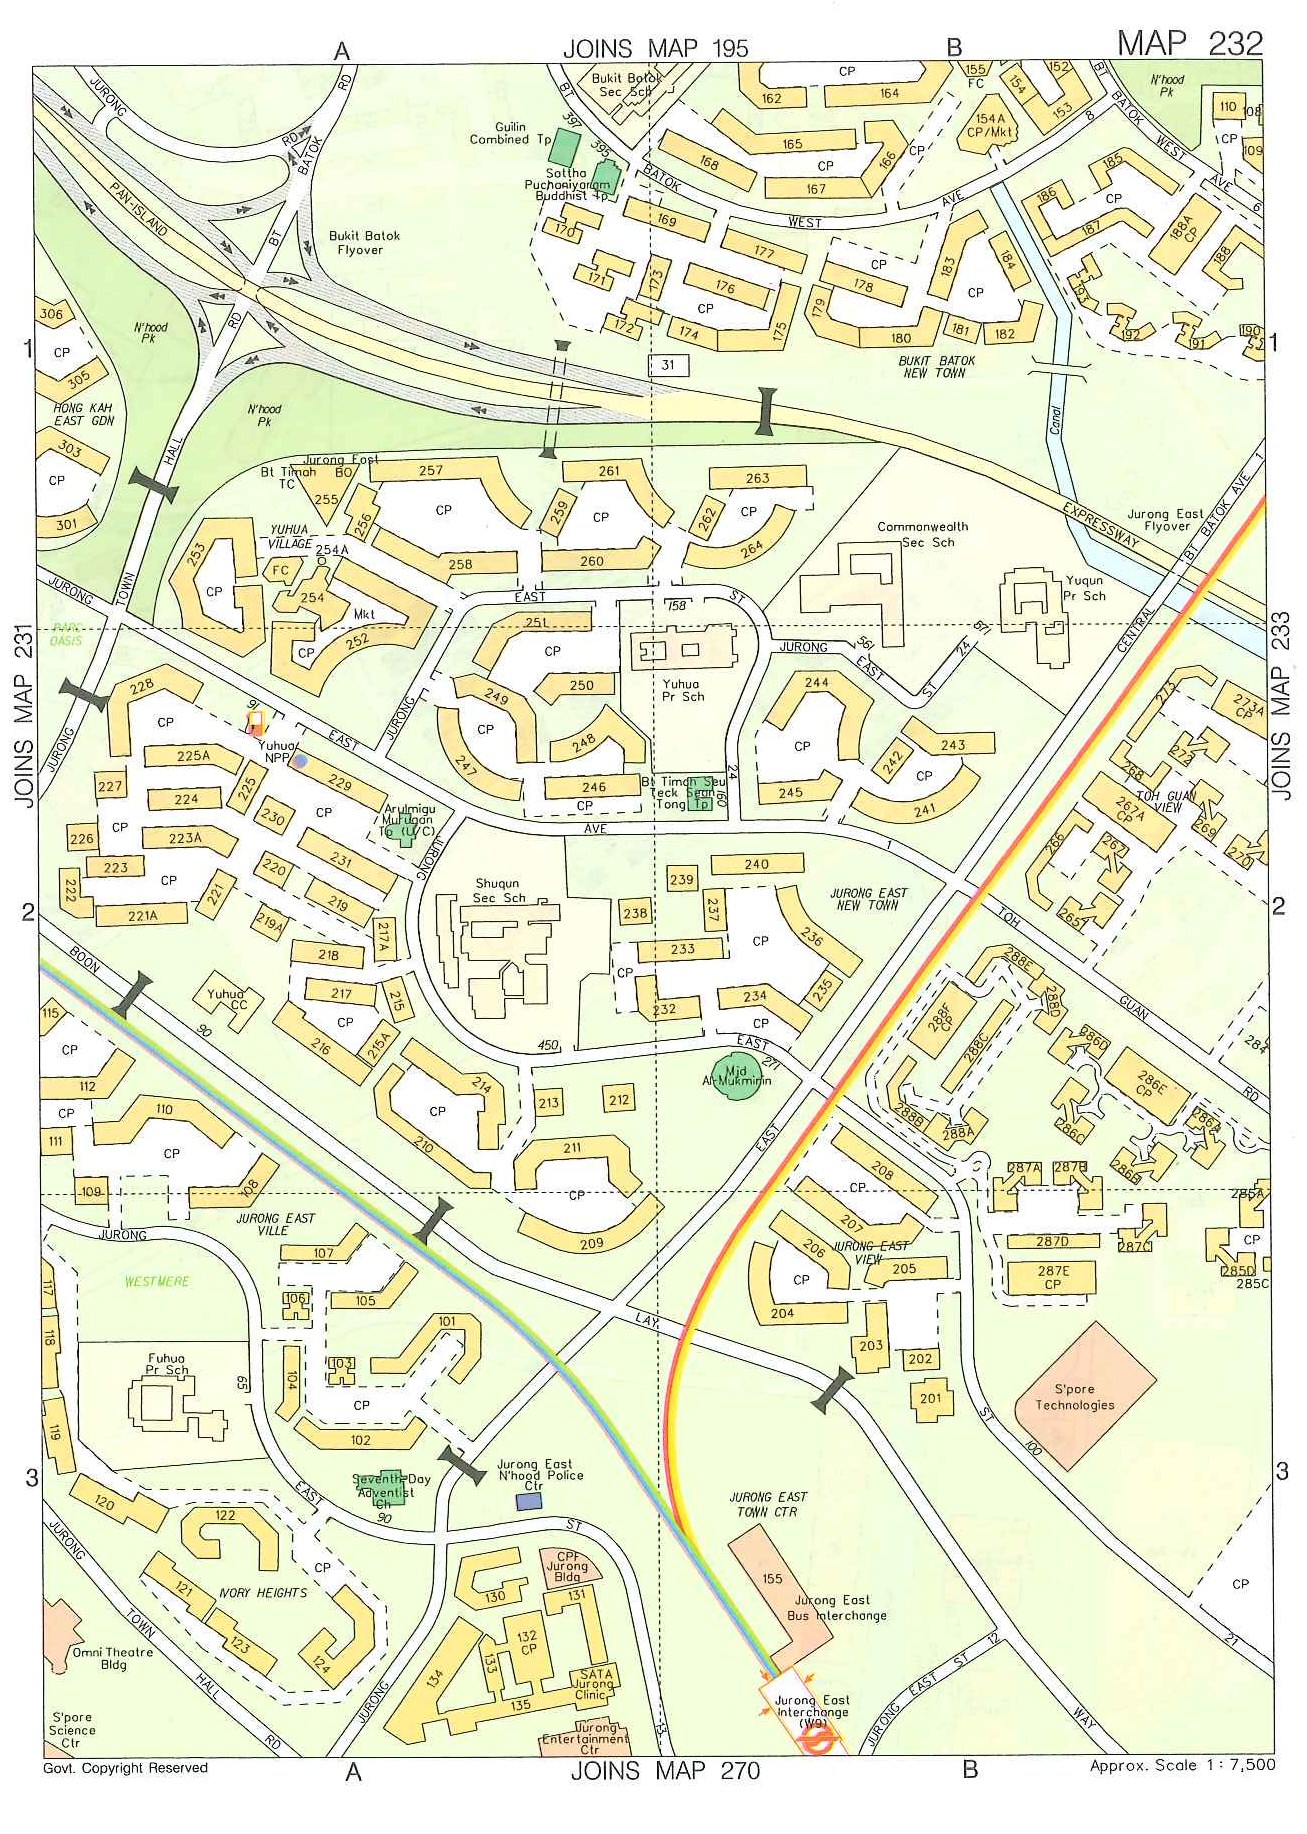 A
JOINS MAP 195
B
MAP 232
JURONG
RD
RD
BATOK
BT
PAN-ISLAND
Bukit Batok
Flyover
BT
Bukit Batok
Sec Sch
397
395
Guilin
Combined Tp
Sattha
Puchaniyaram
Buddhist Tp
BATOK
WEST
AVE
8
CP
162
164
155
FC
154
152
153
154A
CP/Mkt
BT
BATOK
WEST
AVE
6
N'hood
Pk
110
108
CP
109
165
168
CP
166
CP
167
185
186
CP
187
188A
CP
188
169
170
171
172
173
174
175
176
CP
177
178
CP
179
180
181
182
183
184
CP
193
192
191
190
306
CP
305
HONG KAH
EAST GDN
303
CP
301
N'hood
Pk
N'hood
Pk
RD
HALL
TOWN
1
31
BUKIT BATOK
NEW TOWN
Canal
1
Jurong East
Bt Timah BO
TC
255
257
256
CP
261
259
CP
260
263
262
264
258
YUHUA
VILLAGE
254A
FC
254
Mkt
253
CP
252
CP
EAST
ST
158
Commonwealth
Sec Sch
EXPRESSWAY
Jurong East
Flyover
BT BATOK AVE 1
Yuqun
Pr Sch
CENTRAL
JURONG
PARC
OASIS
JOINS MAP 231
JOINS MAP 233
251
CP
250
249
CP
248
247
246
CP
Yuhua
Pr Sch
JURONG
561
EAST
ST
24
571
244
CP
245
242
243
CP
241
24
60
Bt Timah Seu
Teck Sean
Tong Tp
JURONG
JURONG
EAST
AVE
1
228
CP
91
Yuhua
NPP
225A
227
224
225
229
CP
230
226
CP
223A
223
222
CP
221
221A
220
231
219
219A
Arulmigu
Murugan
Tp (U/C)
JURONG
217A
218
217
215
CP
216
215A
214
CP
210
Yuhua
CC
273
273A
CP
274
268
TOH GUAN
VIEW
267A
CP
269
270
266
267
265
2
Shuqun
Sec Sch
450
239
240
238
237
233
CP
CP
236
232
234
235
CP
JURONG EAST
NEW TOWN
EAST
271
Mjd
Al-Mukminin
TOH
GUAN
RD
288E
288F
CP
288D
288C
288B
288A
286D
286E
CP
286C
286A
286B
284
2
BOON
90
115
CP
112
CP
110
111
CP
109
108
213
212
211
CP
209
EAST
JURONG
JURONG EAST
VILLE
WESTMERE
107
106
105
101
103
104
CP
102
117
118
119
Fuhua
Pr Sch
65
LAY
208
CP
207
206
JURONG EAST
VIEW
205
CP
204
203
202
201
287A
287B
287C
287D
287E
CP
285A
CP
285D
285C
S'pore
Technologies
ST
100
3
EAST
Seventh-Day
Adventist
Ch
90
Jurong East
N'hood Police
Ctr
ST
JURONG EAST
TOWN CTR
155
Jurong East
Bus Interchange
3
120
122
CP
121
IVORY HEIGHTS
123
124
JURONG
TOWN
HALL
RD
Omni Theatre
Bldg
S'pore
Science
Ctr
JURONG
130
CPF
Jurong
Bldg
131
132
CP
133
134
135
SATA
Jurong
Clinic
Jurong
Entertainment
Ctr
13
Jurong East
Interchange
(W9)
JURONG EAST ST
12
WAY
CP
21
Govt. Copyright Reserved
A
JOINS MAP 270
B
Approx. Scale 1 : 7,500